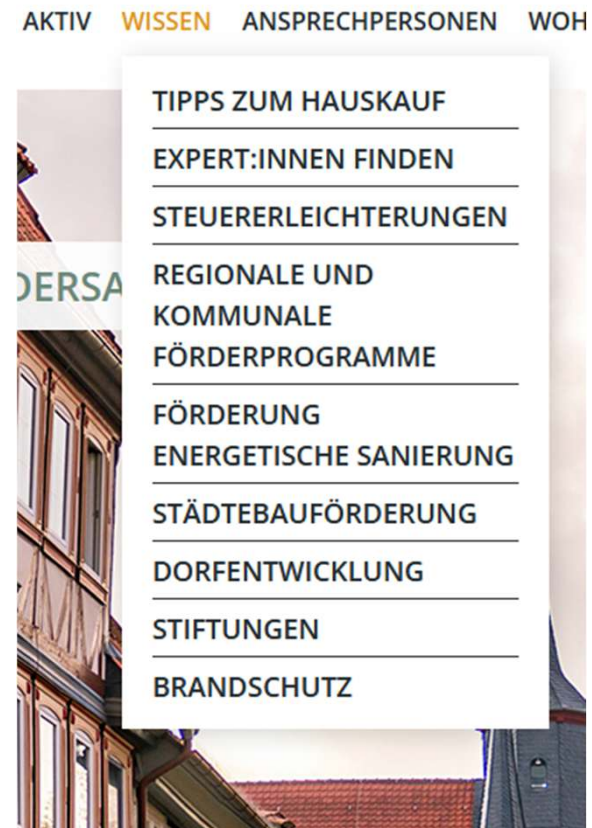 AKTIV WISSEN ANSPRECHPERSONEN WOH
TIPPS ZUM HAUSKAUF
EXPERT:INNEN FINDEN
STEUERERLEICHTERUNGEN
DERSA
REGIONALE UND
KOMMUNALE
FÖRDERPROGRAMME
FÖRDERUNG
ENERGETISCHE SANIERUNG
STÄDTEBAUFÖRDERUNG
DORFENTWICKLUNG
STIFTUNGEN
BRANDSCHUTZ